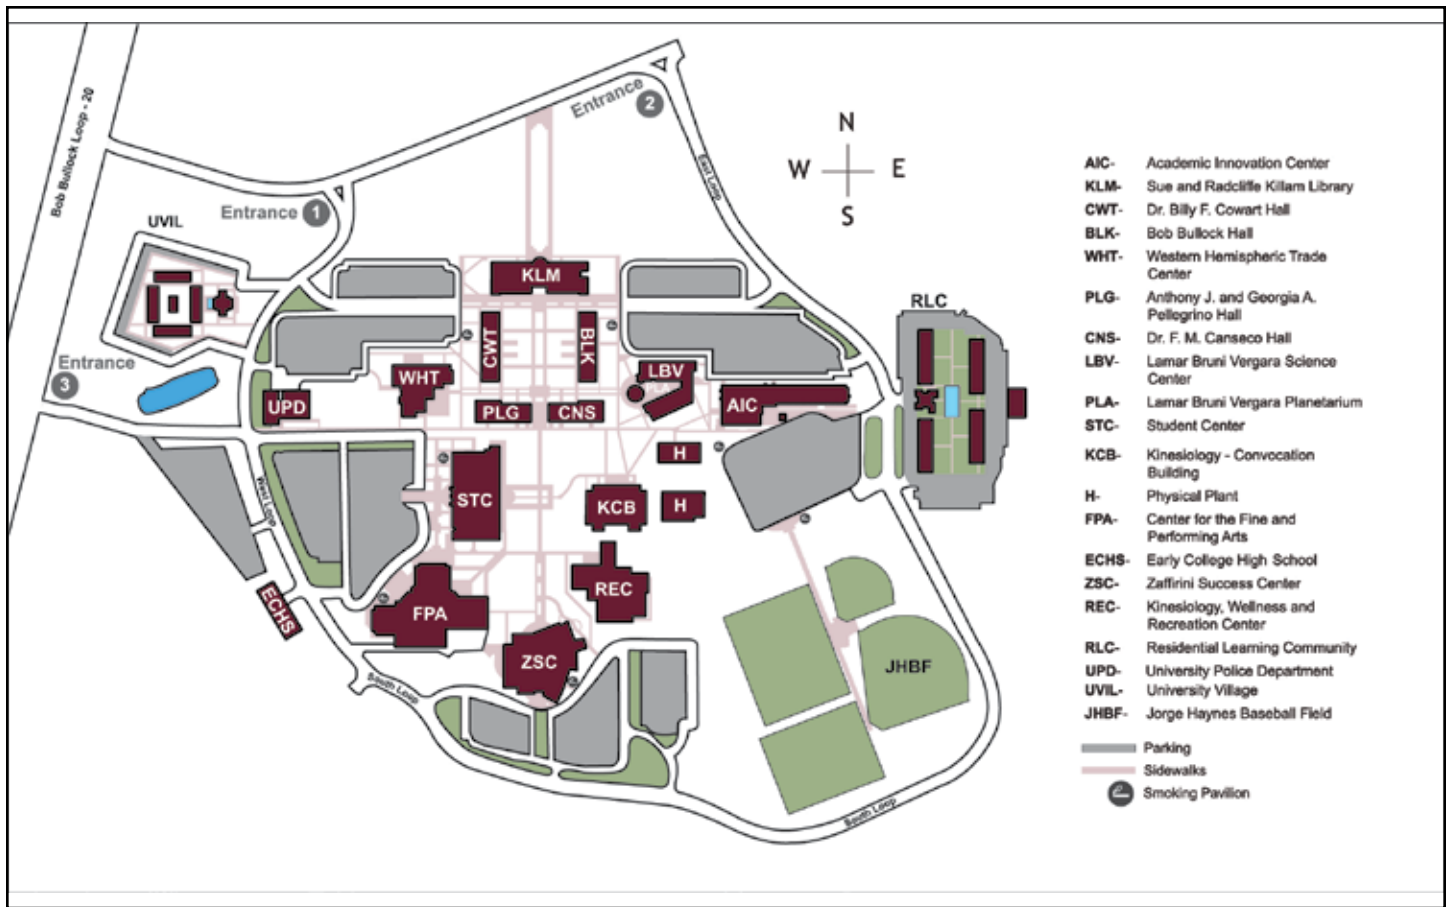 Bob Bullock Loop - 20
Entrance 1
Entrance 2
Entrance
3
East Loop
N
W E
S
UVIL
KLM
CWT
BLK
WHT
LBV
PLA
UPD
PLG
CNS
AIC
RLC
H
STC
KCB
H
West Loop
REC
ECHS
FPA
ZSC
JHBF
South Loop
South Loop
AIC- Academic Innovation Center
KLM- Sue and Radcliffe Killam Library
CWT- Dr. Billy F. Cowart Hall
BLK- Bob Bullock Hall
WHT- Western Hemispheric Trade
Center
PLG- Anthony J. and Georgia A.
Pellegrino Hall
CNS- Dr. F. M. Canseco Hall
LBV- Lamar Bruni Vergara Science
Center
PLA- Lamar Bruni Vergara Planetarium
STC- Student Center
KCB- Kinesiology - Convocation
Building
H- Physical Plant
FPA- Center for the Fine and
Performing Arts
ECHS- Early College High School
ZSC- Zaffirini Success Center
REC- Kinesiology, Wellness and
Recreation Center
RLC- Residential Learning Community
UPD- University Police Department
UVIL- University Village
JHBF- Jorge Haynes Baseball Field
Parking
Sidewalks
Smoking Pavilion